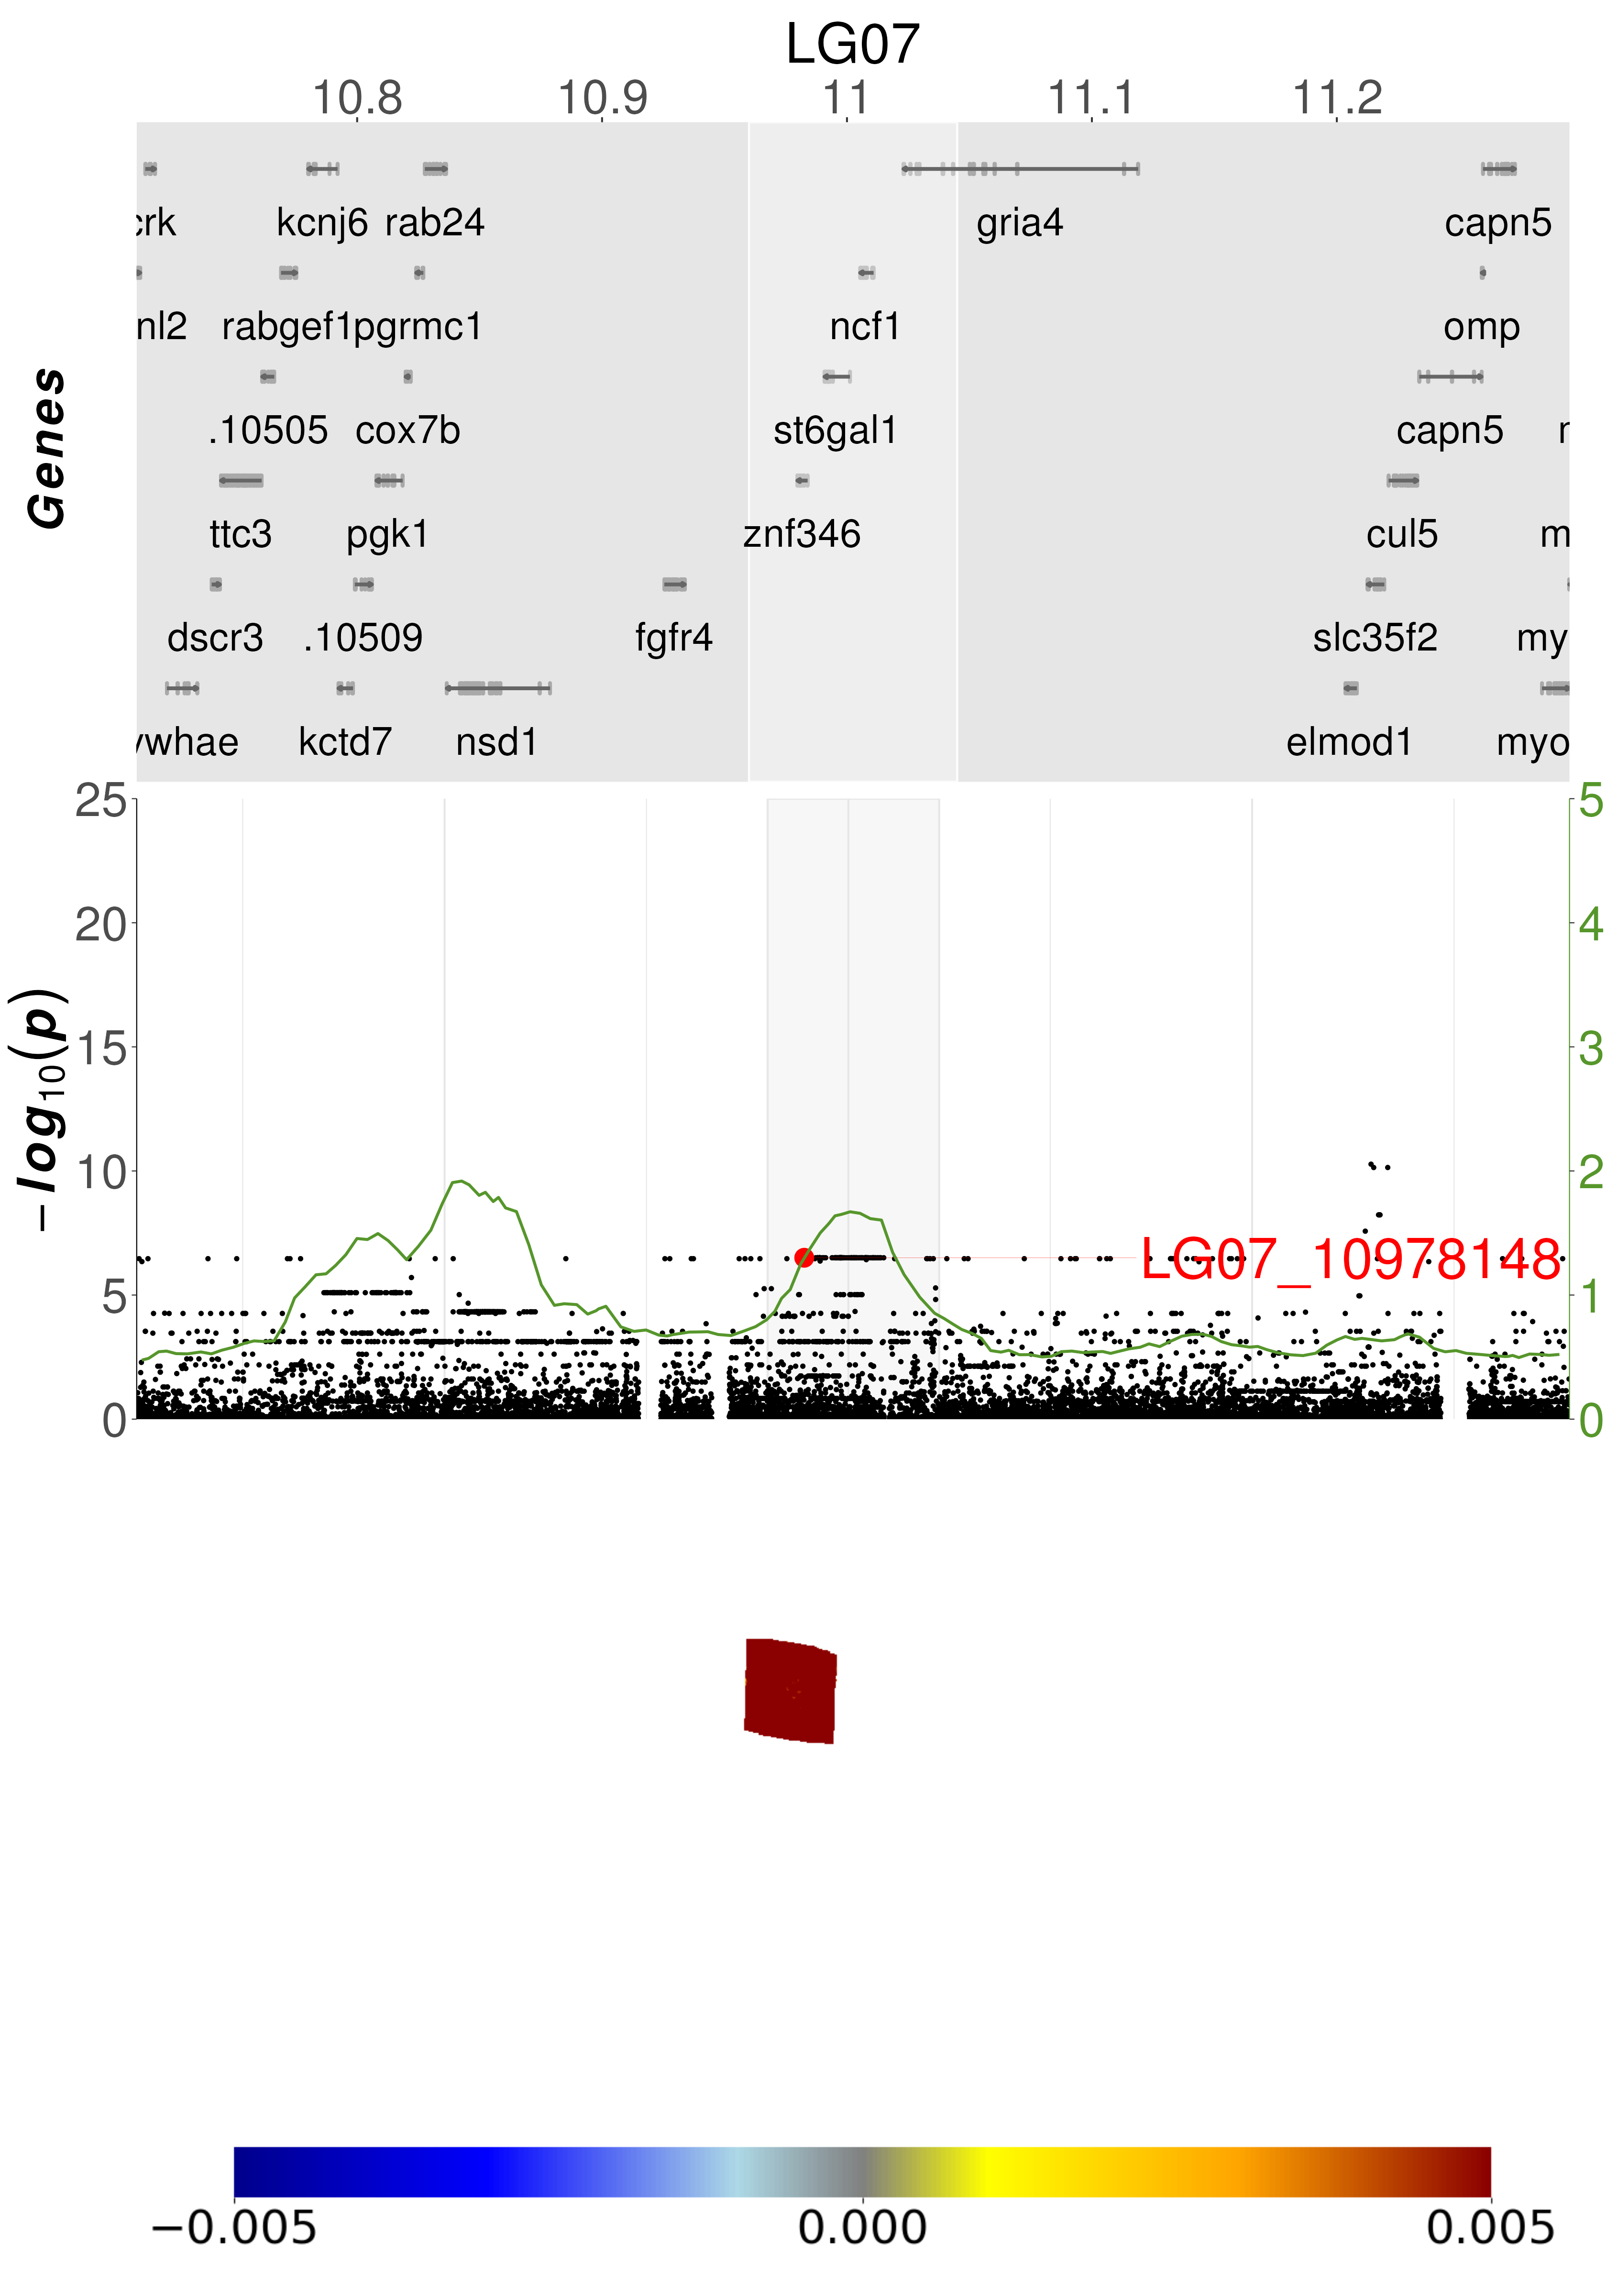 LG07
10.8 10.9 11 11.1 11.2
crk kcnj6 rab24 gria4 capn5
nl2 rabgef1 pgrmc1 ncf1 omp
.10505 cox7b st6gal1 capn5
ttc3 pgk1 znf346 cul5 m
dscr3 .10509 fgfr4 slc35f2 my
ywhae kctd7 nsd1 elmod1 myo
Genes
25 5
20 4
15 3
10 2
5 1
0 0
−log10(p)
LG07_10978148
−0.005 0.000 0.005